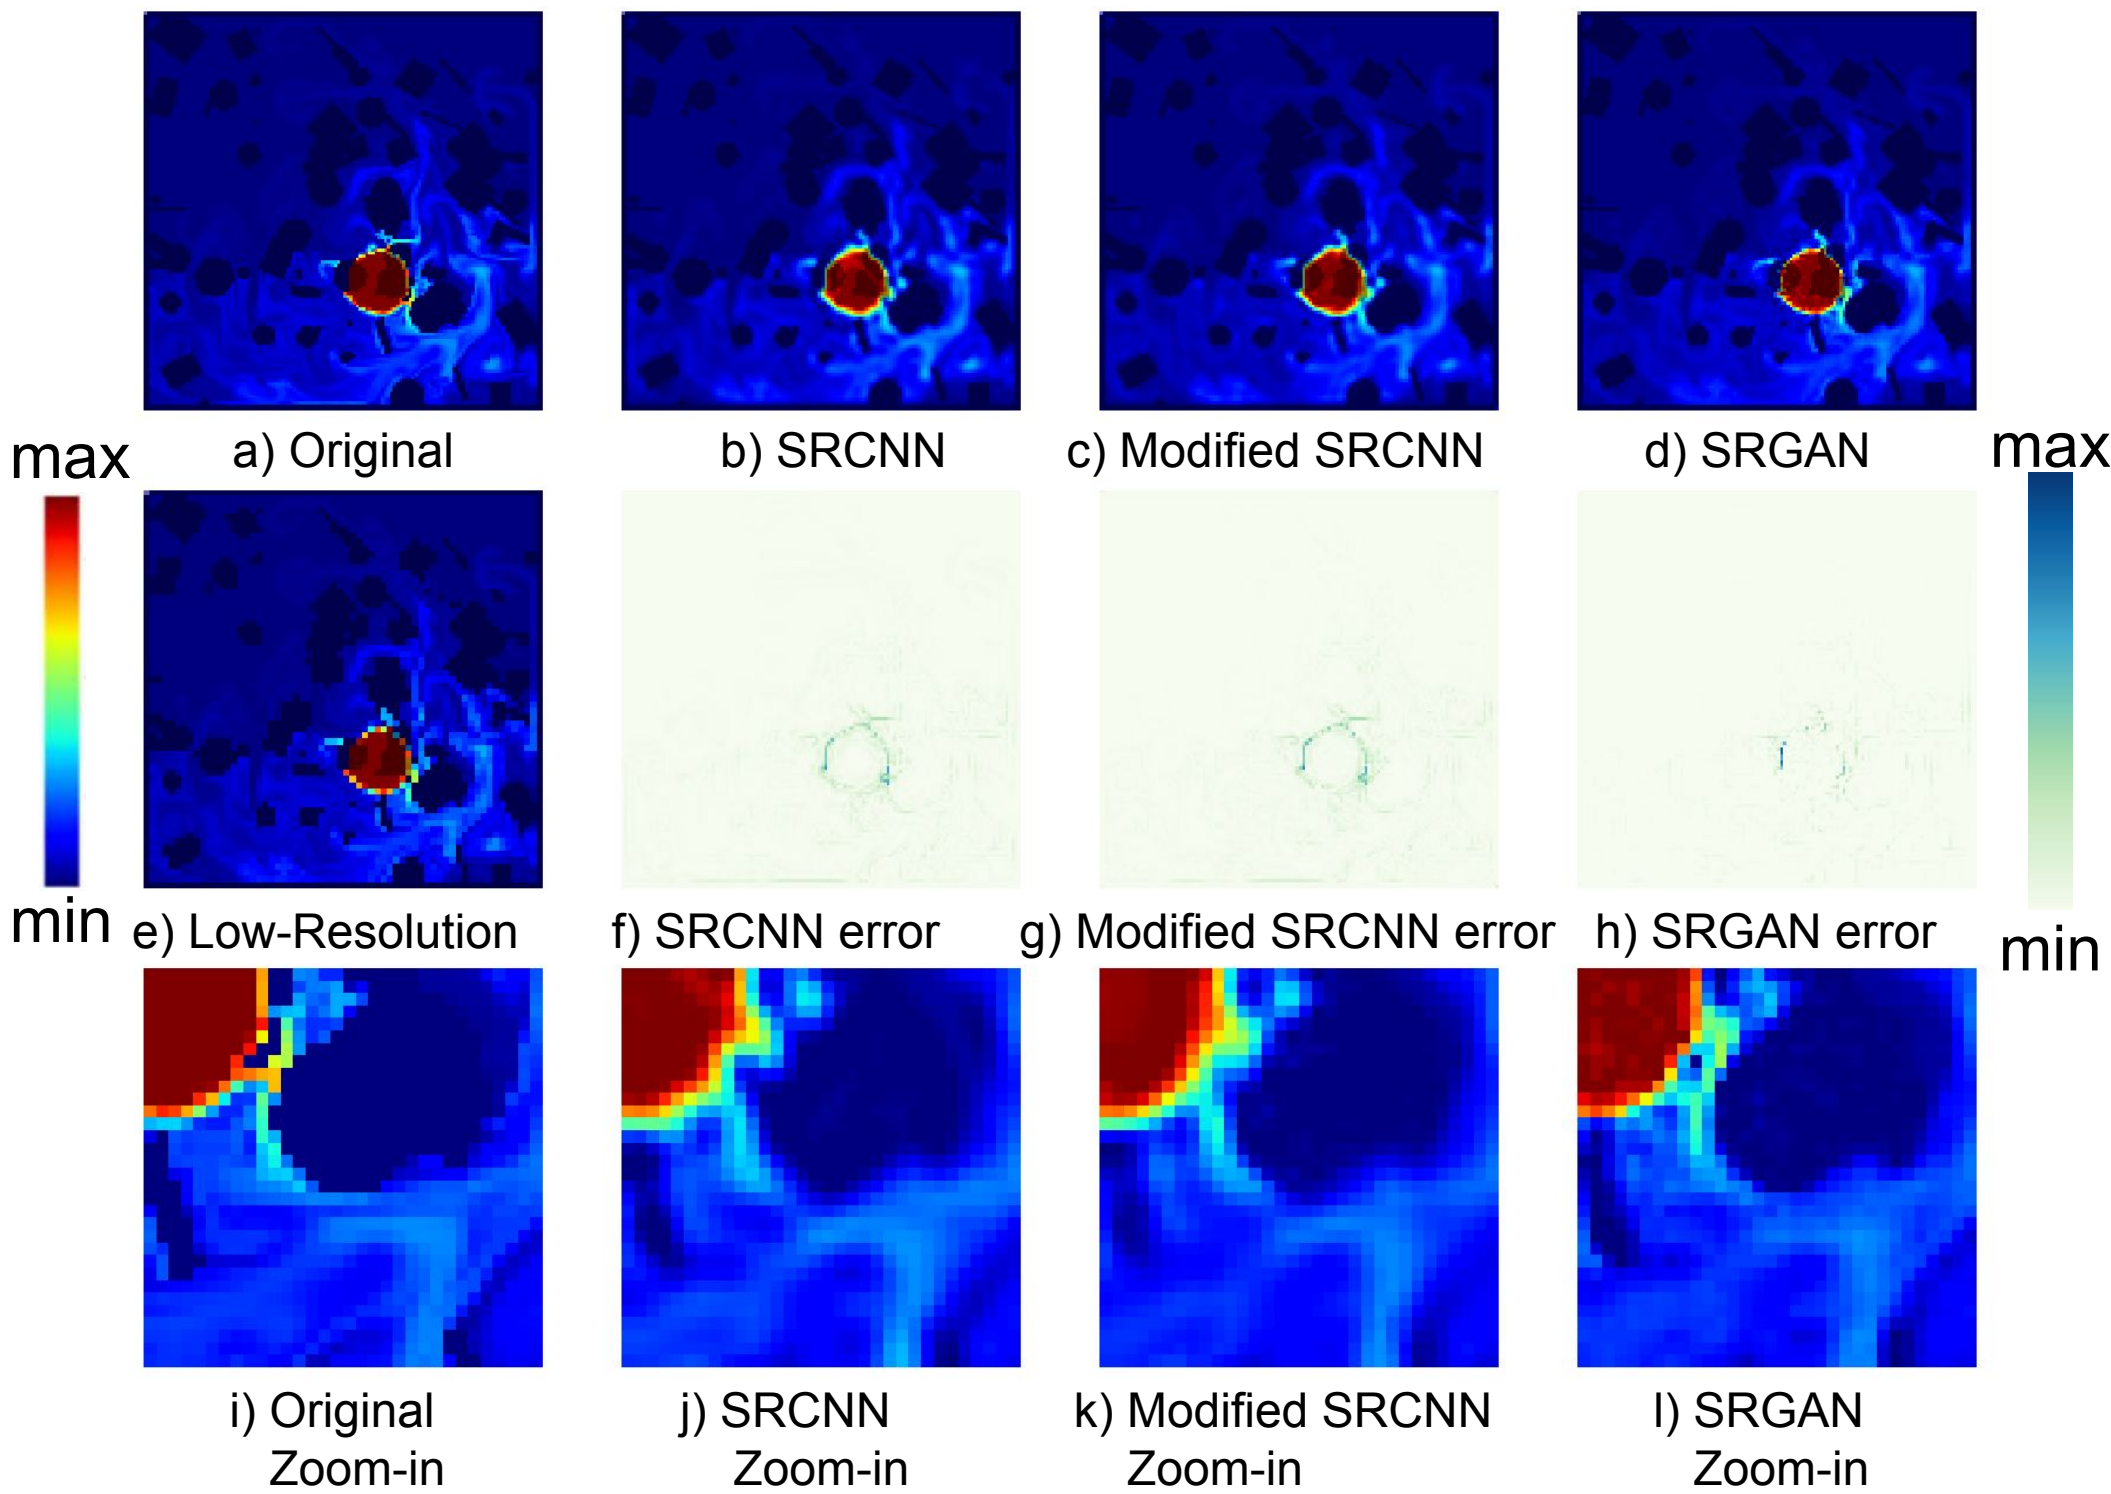 a) Original
b) SRCNN
c) Modified SRCNN
d) SRGAN
max
max
min
e) Low-Resolution
f) SRCNN error
g) Modified SRCNN error
h) SRGAN error
min
i) Original
Zoom-in
j) SRCNN
Zoom-in
k) Modified SRCNN
Zoom-in
l) SRGAN
Zoom-in